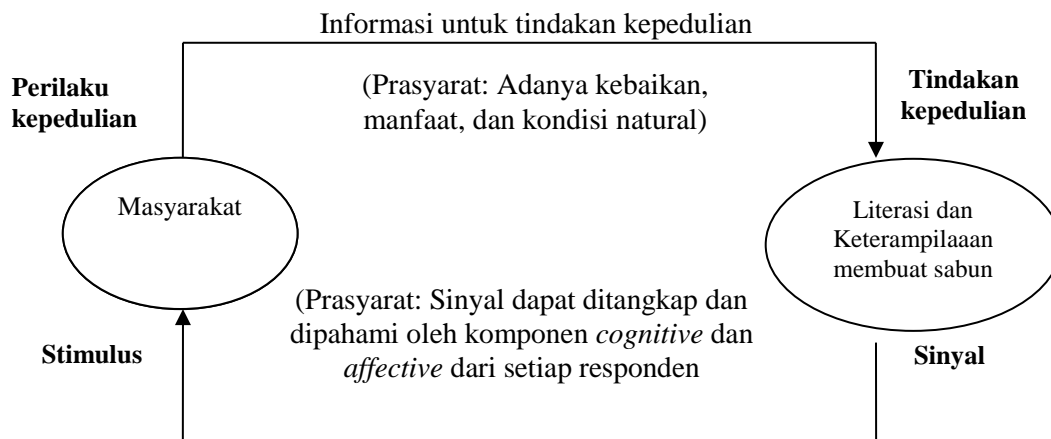 Informasi untuk tindakan kepedulian
Perilaku
kepedulian
(Prasyarat: Adanya kebaikan,
manfaat, dan kondisi natural)
Tindakan
kepedulian
Masyarakat
Literasi dan
Keterampilaaan
membuat sabun
(Prasyarat: Sinyal dapat ditangkap dan
dipahami oleh komponen cognitive dan
affective dari setiap responden
Stimulus
Sinyal